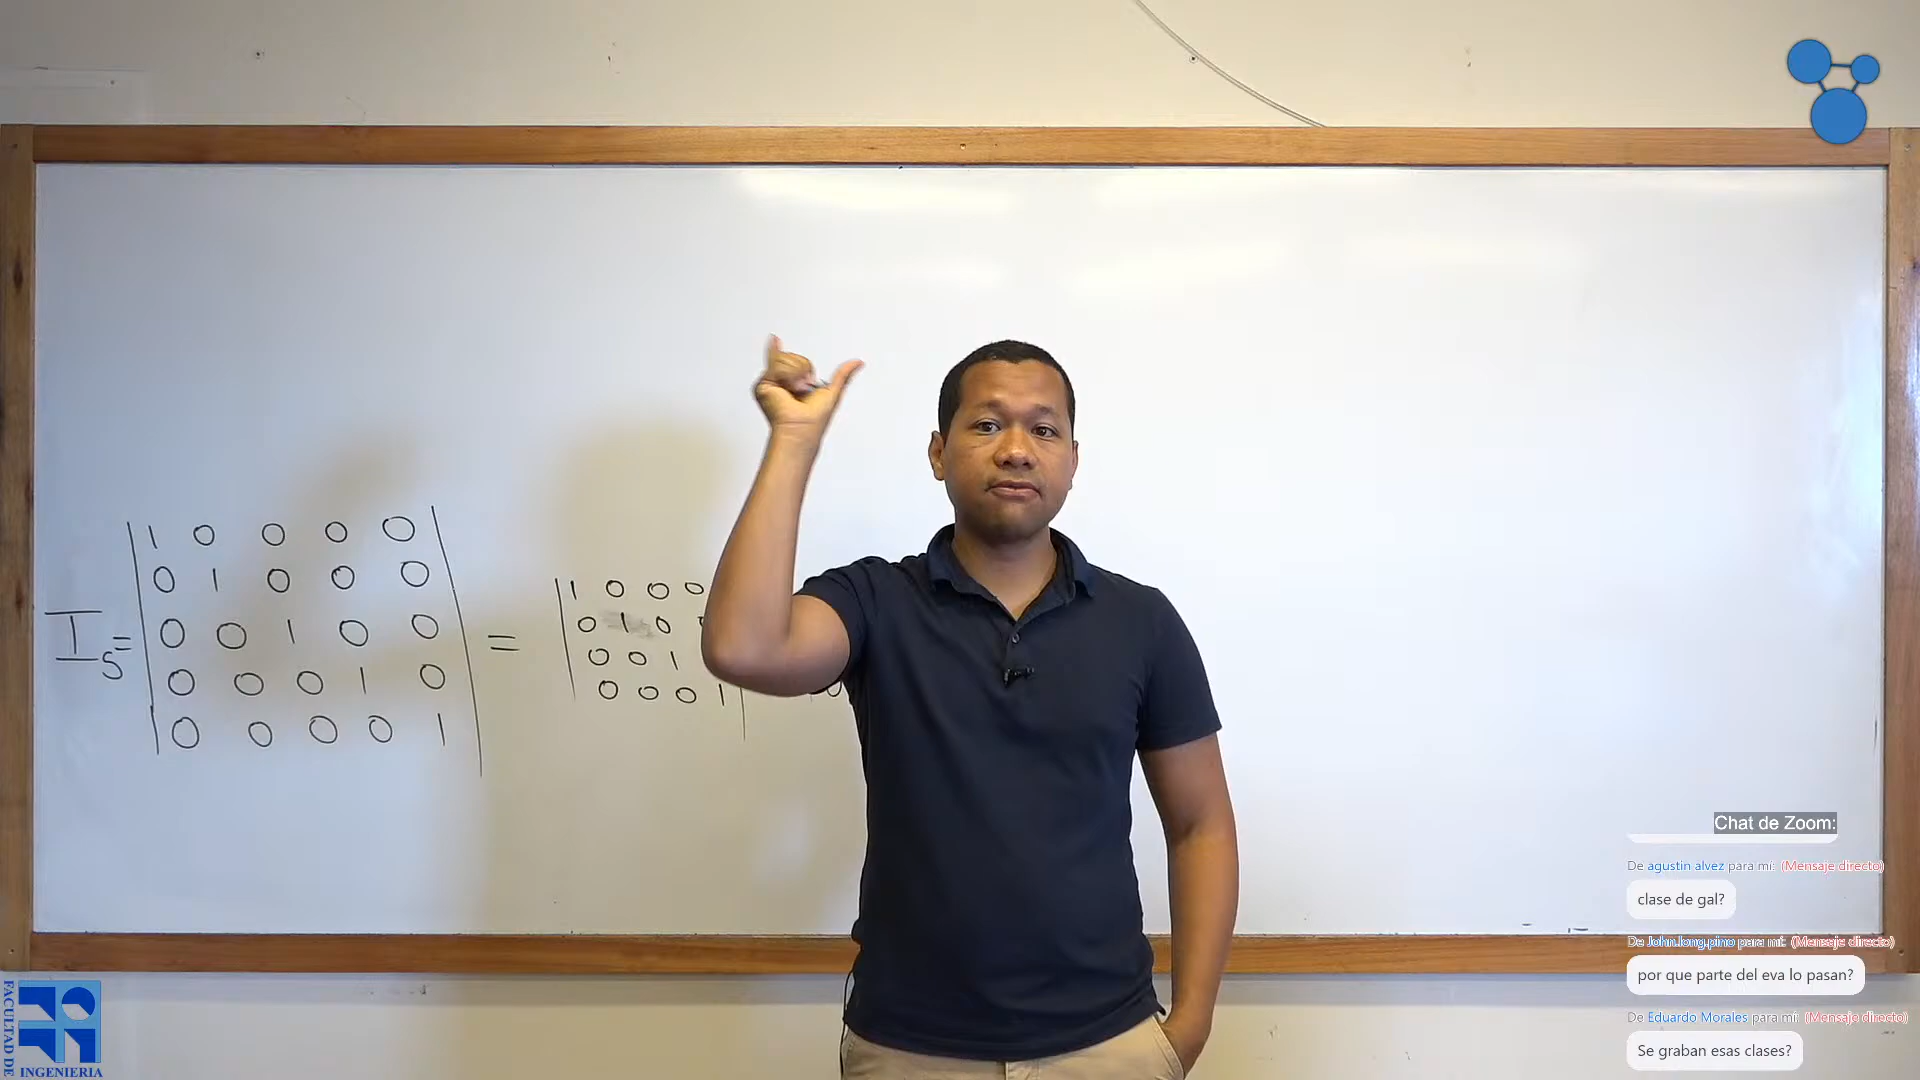 1 0 0 0 0
0 1 0 0 0
I5= 0 0 1 0 0 =
0 0 0 1 0
0 0 0 0 1
1 0 0 0
0 1 0
0 0 1
0 0 0 1 0
Chat de Zoom:
De agustin alvez para mí: (Mensaje directo)
clase de gal?
De John.long.pino para mí: (Mensaje directo)
por que parte del eva lo pasan?
De Eduardo Morales para mí: (Mensaje directo)
Se graban esas clases?
FACULTAD DE
INGENIERIA